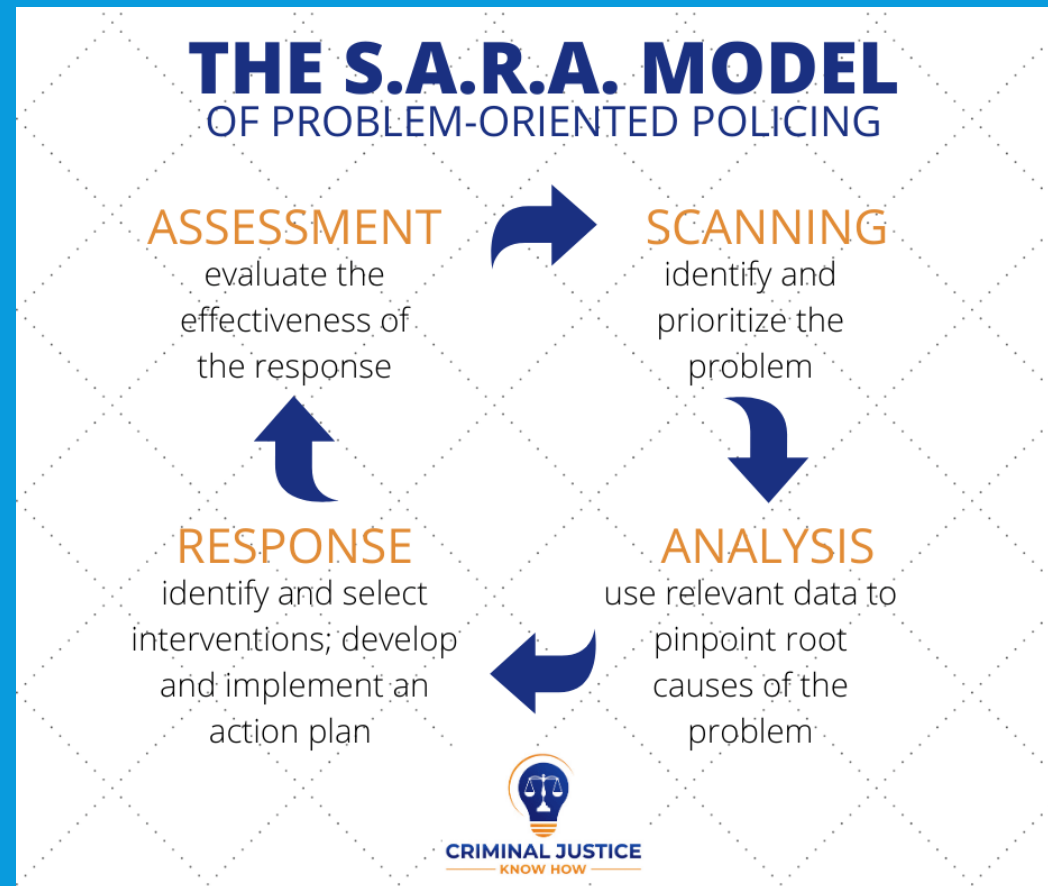 THE S.A.R.A. MODEL
OF PROBLEM-ORIENTED POLICING
ASSESSMENT
evaluate the
effectiveness of
the response
SCANNING
identify and
prioritize the
problem
RESPONSE
identify and select
interventions; develop
and implement an
action plan
ANALYSIS
use relevant data to
pinpoint root
causes of the
problem
CRIMINAL JUSTICE
KNOW HOW